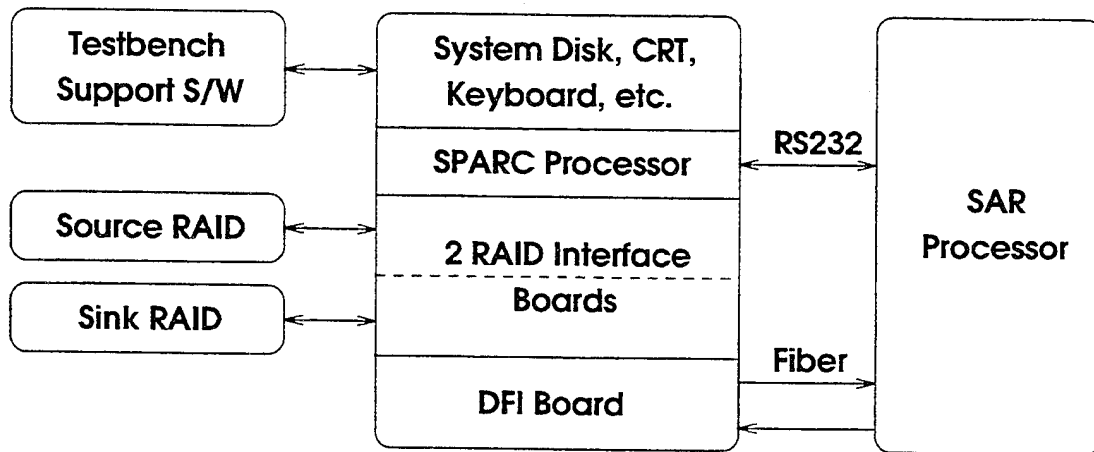 Testbench
Support S/W
System Disk, CRT,
Keyboard, etc.
SPARC Processor
RS232
SAR
Processor
Source RAID
2 RAID Interface
Boards
Sink RAID
Fiber
DFI Board